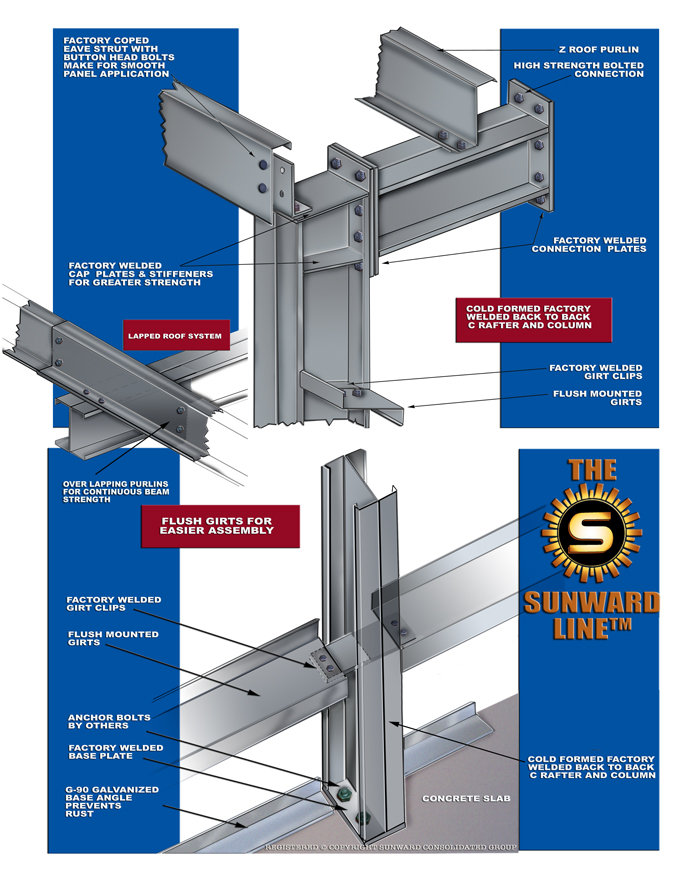 FACTORY COPED
EAVE STRUT WITH
BUTTON HEAD BOLTS
MAKE FOR SMOOTH
PANEL APPLICATION
Z ROOF PURLIN
HIGH STRENGTH BOLTED
CONNECTION
FACTORY WELDED
CONNECTION PLATES
FACTORY WELDED
CAP PLATES & STIFFENERS
FOR GREATER STRENGTH
LAPPED ROOF SYSTEM
COLD FORMED FACTORY
WELDED BACK TO BACK
C RAFTER AND COLUMN
FACTORY WELDED
GIRT CLIPS
FLUSH MOUNTED
GIRTS
OVER LAPPING PURLINS
FOR CONTINUOUS BEAM
STRENGTH
FLUSH GIRTS FOR
EASIER ASSEMBLY
THE
S
SUNWARD
LINE™
FACTORY WELDED
GIRT CLIPS
FLUSH MOUNTED
GIRTS
ANCHOR BOLTS
BY OTHERS
FACTORY WELDED
BASE PLATE
G-90 GALVANIZED
BASE ANGLE
PREVENTS
RUST
COLD FORMED FACTORY
WELDED BACK TO BACK
C RAFTER AND COLUMN
CONCRETE SLAB
REGISTERED © COPYRIGHT SUNWARD CONSOLIDATED GROUP